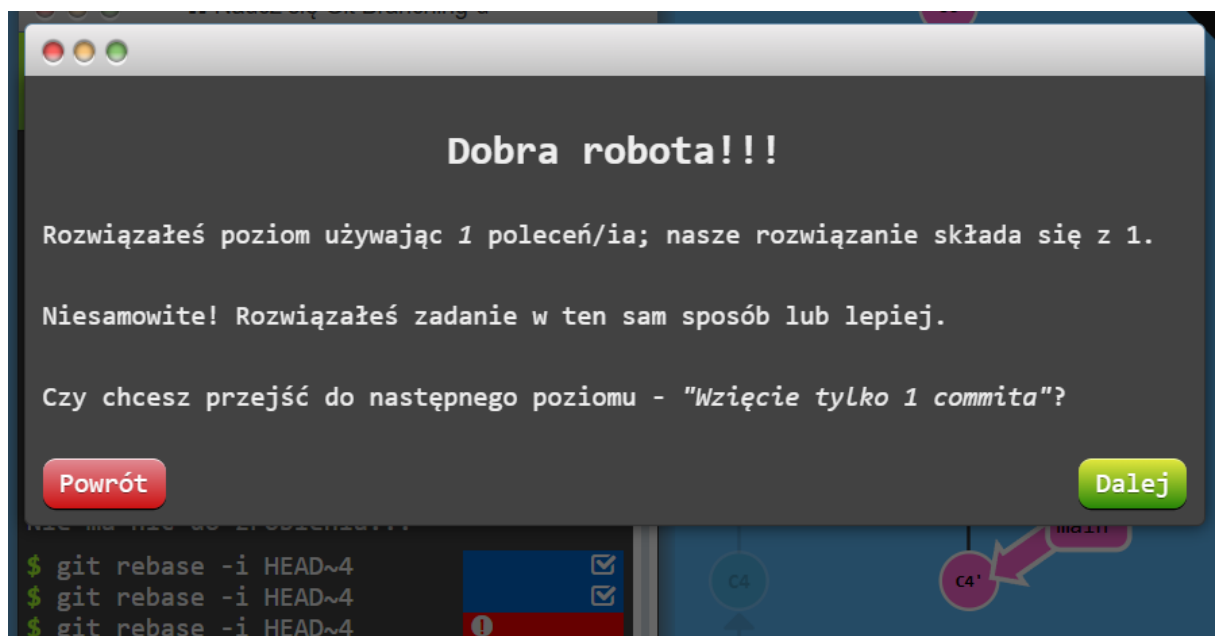 Dobra robota!!!
Rozwiązałeś poziom używając 1 poleceń/ia; nasze rozwiązanie składa się z 1.
Niesamowite! Rozwiązałeś zadanie w ten sam sposób lub lepiej.
Czy chcesz przejść do następnego poziomu - "Wzięcie tylko 1 commita"?
Powrót
Dalej
main
$ git rebase -i HEAD~4
$ git rebase -i HEAD~4
$ git rebase -i HEAD~4
C4
C4'